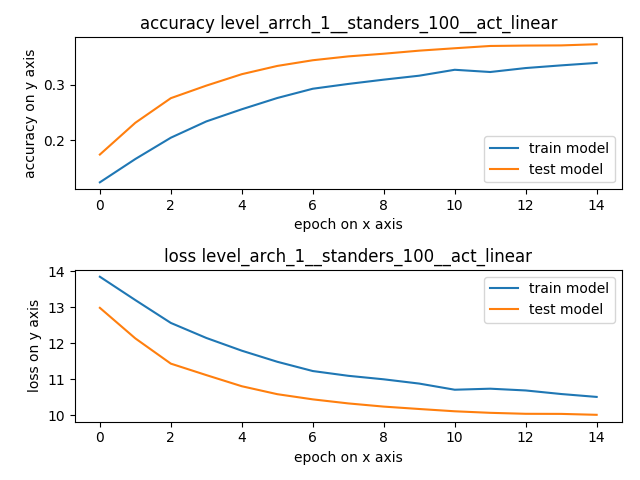 accuracy level_arrch_1__standers_100__act_linear
accuracy on y axis
0.3
0.2
train model
test model
0 2 4 6 8 10 12 14
epoch on x axis
loss level_arch_1__standers_100__act_linear
loss on y axis
14
13
12
11
10
train model
test model
0 2 4 6 8 10 12 14
epoch on x axis